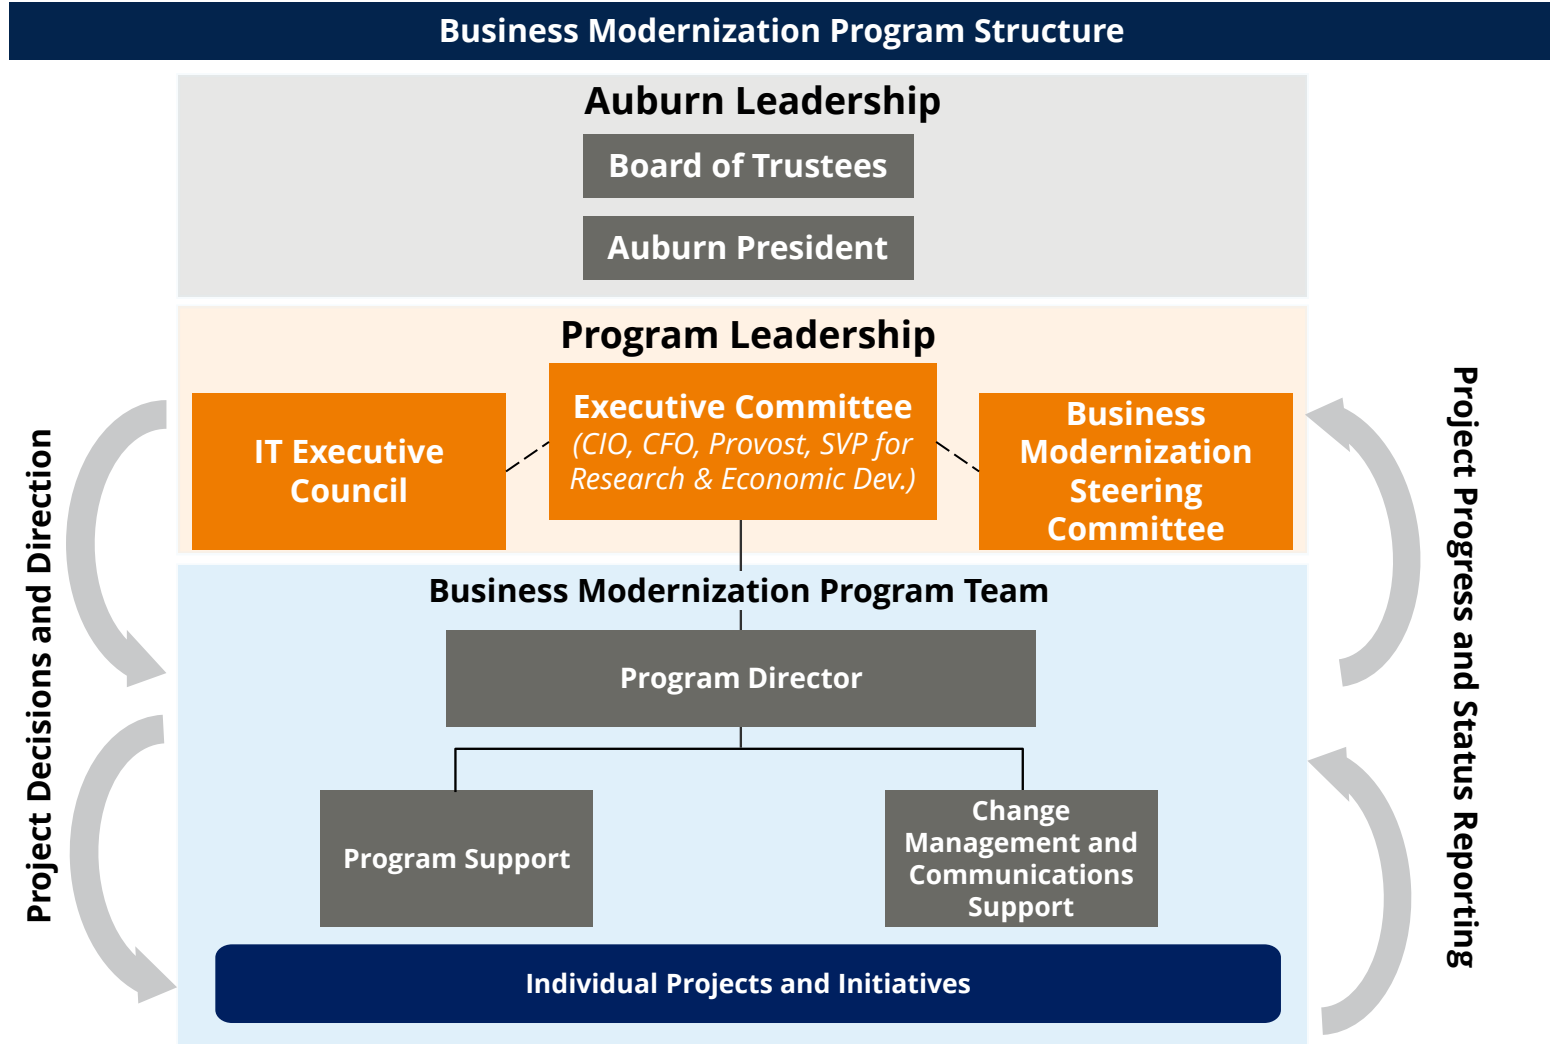 Business Modernization Program Structure
Auburn Leadership
Board of Trustees
Auburn President
Program Leadership
IT Executive
Council
Executive Committee
(CIO, CFO, Provost, SVP for
Research & Economic Dev.)
Business
Modernization
Steering
Committee
Project Decisions and Direction
Project Progress and Status Reporting
Business Modernization Program Team
Program Director
Program Support
Change
Management and
Communications
Support
Individual Projects and Initiatives